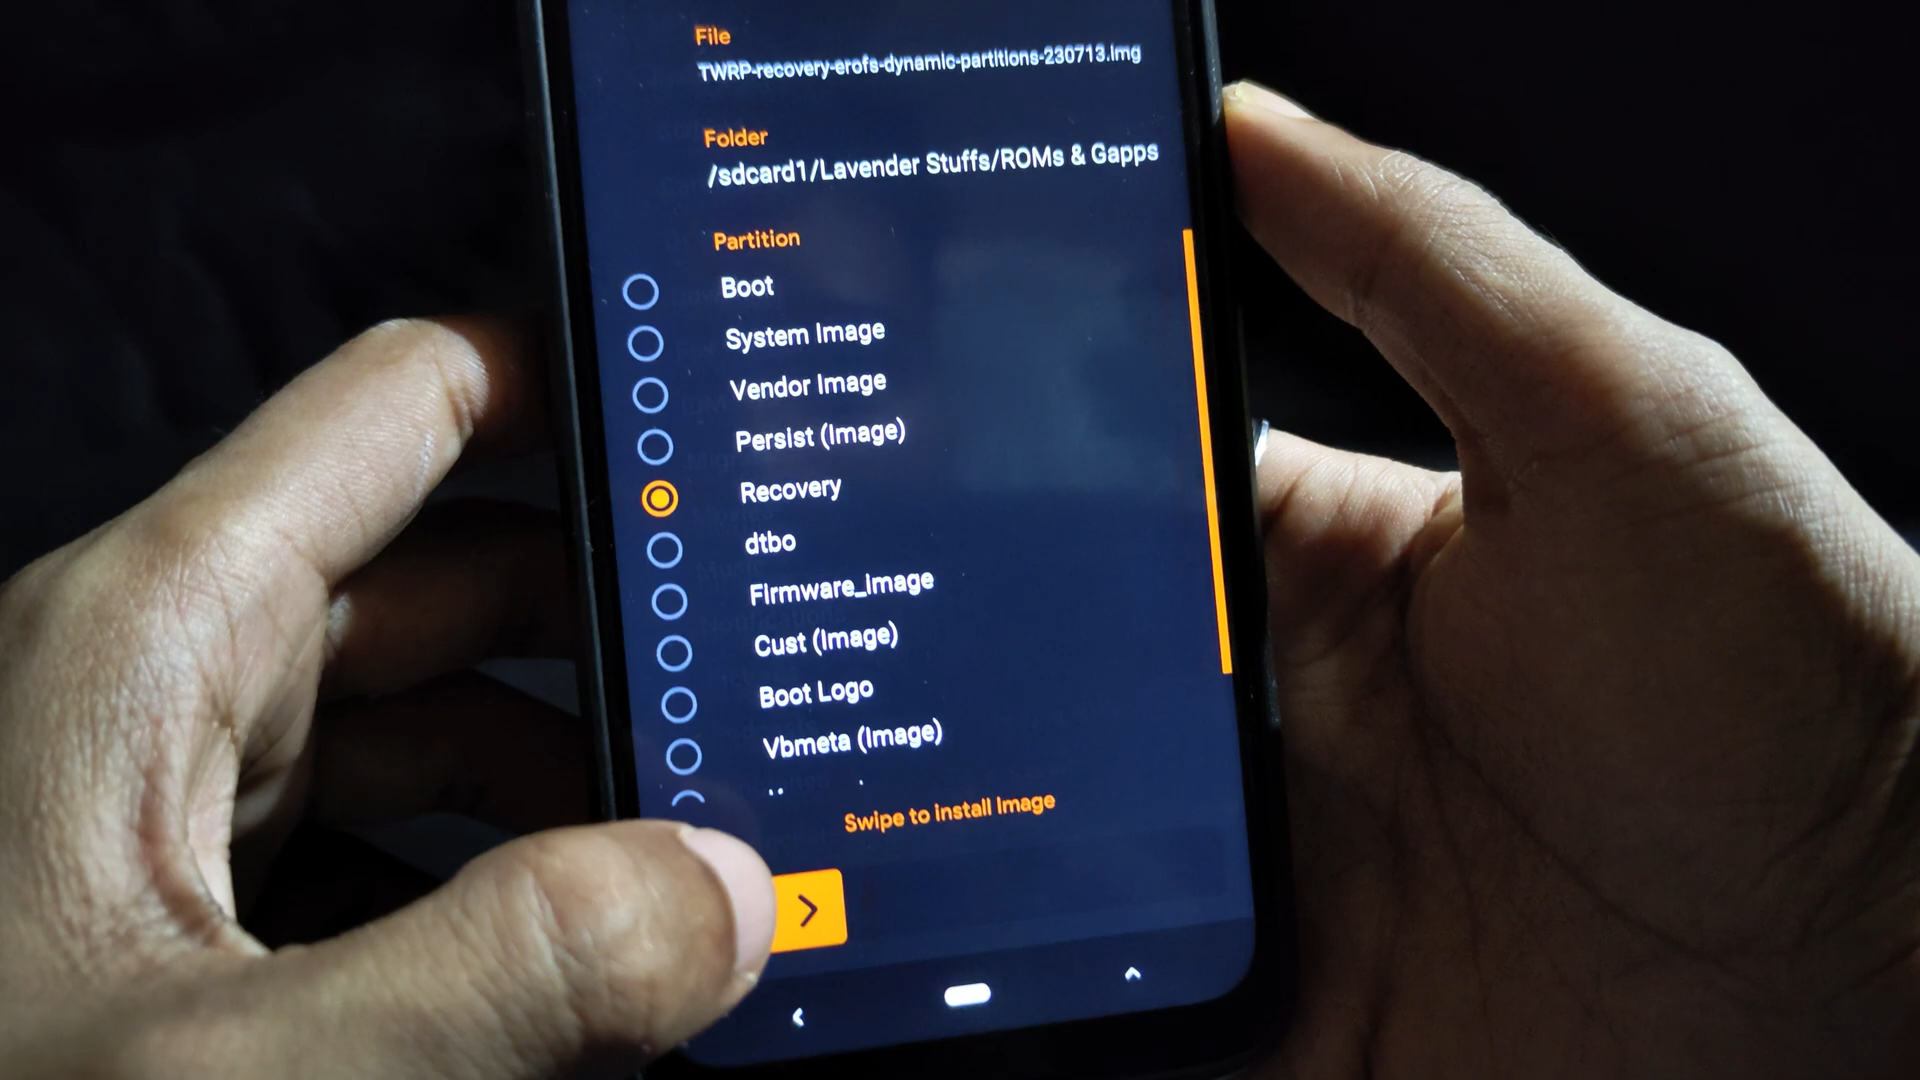 File
TWRP-recovery-erofs-dynamic-partitions-230713.img
Folder
/sdcard1/Lavender Stuffs/ROMs & Gapps
Partition
Boot
System Image
Vendor Image
Persist (Image)
Recovery
dtbo
Firmware_Image
Cust (Image)
Boot Logo
Vbmeta (Image)
Swipe to install Image